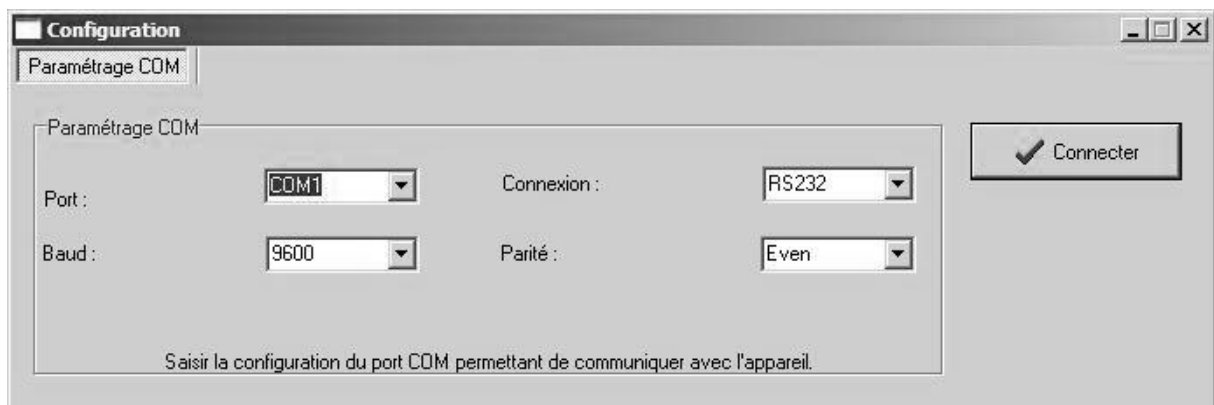 Configuration
Paramétrage COM
Paramétrage COM
Port : COM1 Connexion : RS232
Connecter
Baud : 9600 Parité : Even
Saisir la configuration du port COM permettant de communiquer avec l'appareil.